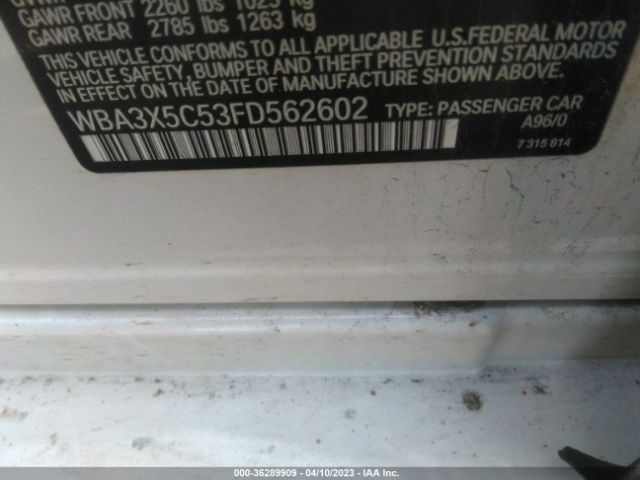 GAWR FRONT 2260 lbs 1025 kg
GAWR REAR 2785 lbs 1263 kg
THIS VEHICLE CONFORMS TO ALL APPLICABLE U.S.FEDERAL MOTOR
VEHICLE SAFETY, BUMPER AND THEFT PREVENTION STANDARDS
IN EFFECT ON THE DATE OF MANUFACTURE SHOWN ABOVE.
WBA3X5C53FD562602 TYPE: PASSENGER CAR
A96/0
7 315 814
000-36289909 - 04/10/2023 - IAA Inc.